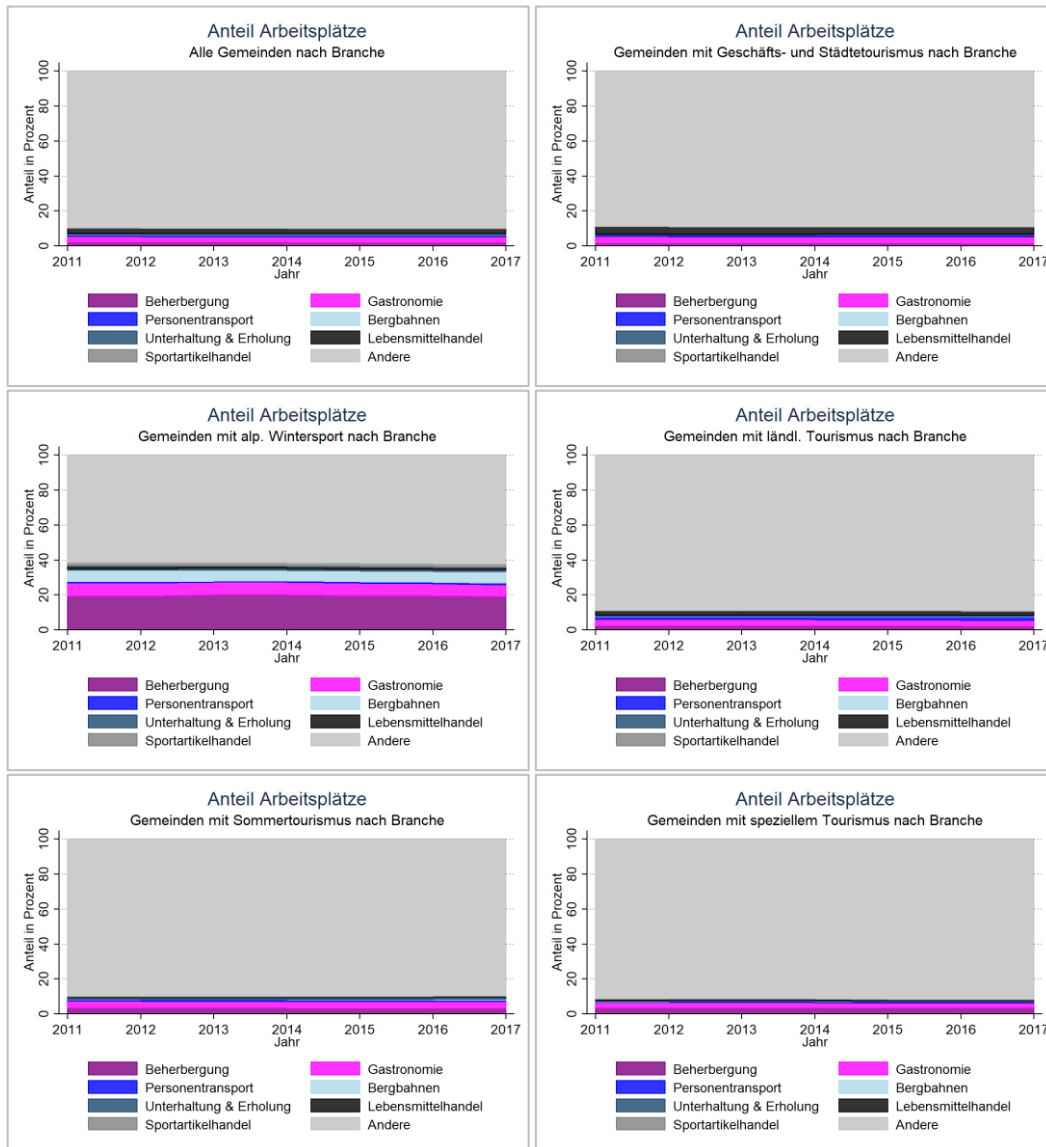 Anteil Arbeitsplätze
Alle Gemeinden nach Branche
Anteil in Prozent
0 20 40 60 80 100
2011 2012 2013 2014 2015 2016 2017
Jahr
Beherbergung Gastronomie
Personentransport Bergbahnen
Unterhaltung & Erholung Lebensmittelhandel
Sportartikelhandel Andere
Anteil Arbeitsplätze
Gemeinden mit Geschäfts- und Städtetourismus nach Branche
Anteil in Prozent
0 20 40 60 80 100
2011 2012 2013 2014 2015 2016 2017
Jahr
Beherbergung Gastronomie
Personentransport Bergbahnen
Unterhaltung & Erholung Lebensmittelhandel
Sportartikelhandel Andere
Anteil Arbeitsplätze
Gemeinden mit alp. Wintersport nach Branche
Anteil in Prozent
0 20 40 60 80 100
2011 2012 2013 2014 2015 2016 2017
Jahr
Beherbergung Gastronomie
Personentransport Bergbahnen
Unterhaltung & Erholung Lebensmittelhandel
Sportartikelhandel Andere
Anteil Arbeitsplätze
Gemeinden mit ländl. Tourismus nach Branche
Anteil in Prozent
0 20 40 60 80 100
2011 2012 2013 2014 2015 2016 2017
Jahr
Beherbergung Gastronomie
Personentransport Bergbahnen
Unterhaltung & Erholung Lebensmittelhandel
Sportartikelhandel Andere
Anteil Arbeitsplätze
Gemeinden mit Sommertourismus nach Branche
Anteil in Prozent
0 20 40 60 80 100
2011 2012 2013 2014 2015 2016 2017
Jahr
Beherbergung Gastronomie
Personentransport Bergbahnen
Unterhaltung & Erholung Lebensmittelhandel
Sportartikelhandel Andere
Anteil Arbeitsplätze
Gemeinden mit speziellem Tourismus nach Branche
Anteil in Prozent
0 20 40 60 80 100
2011 2012 2013 2014 2015 2016 2017
Jahr
Beherbergung Gastronomie
Personentransport Bergbahnen
Unterhaltung & Erholung Lebensmittelhandel
Sportartikelhandel Andere